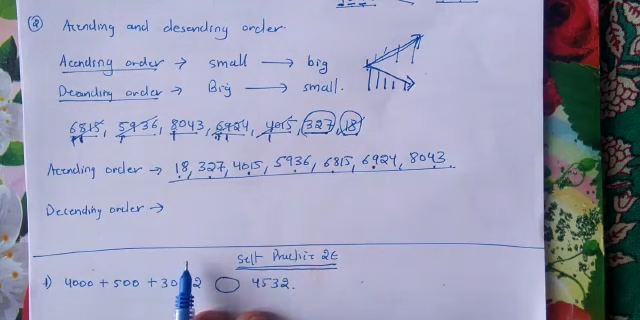 ② Acending and desending order.
Acending order → small → big
Decending order → Big → small.
6815, 5936, 8043, 6924, 4015, 327, 18
Acending order → 18, 327, 4015, 5936, 6815, 6924, 8043.
Decending order →
Self Practice 2E
1) 4000 + 500 + 30 2 ◯ 4532.